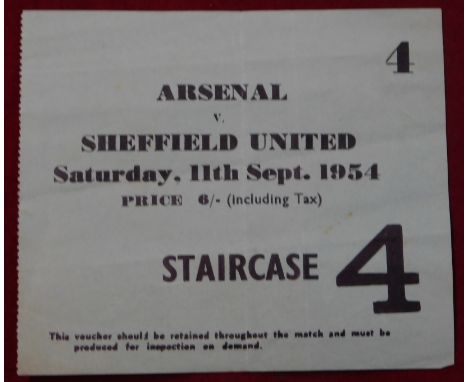 4
ARSENAL
v.
SHEFFIELD UNITED
Saturday, 11th Sept. 1954
PRICE 6/- (including Tax)
STAIRCASE 4
This voucher should be retained throughout the match and must be
produced for inspection on demand.